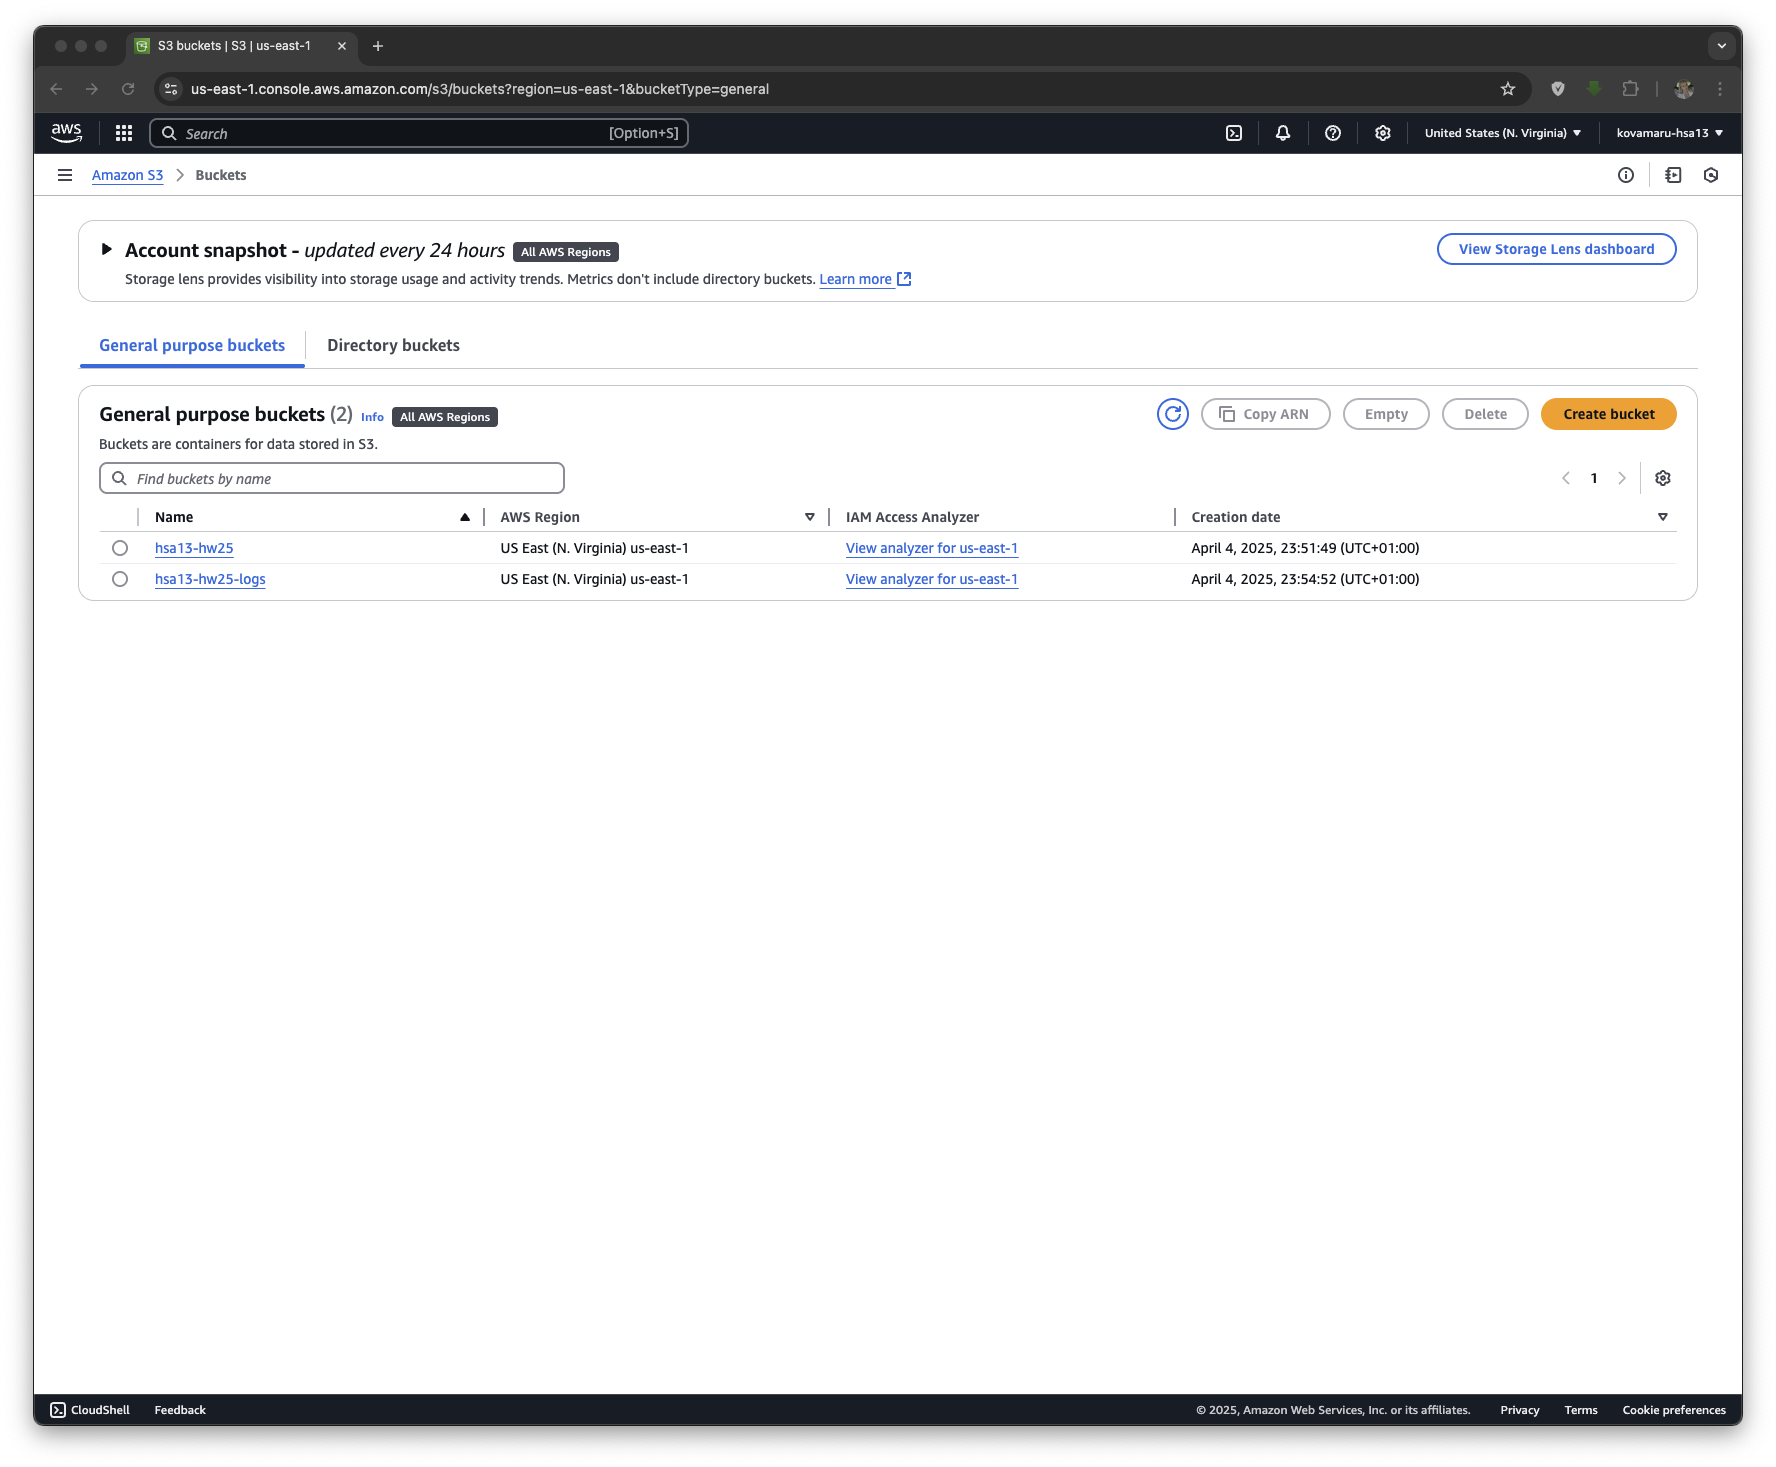 S3 buckets | S3 | us-east-1
us-east-1.console.aws.amazon.com/s3/buckets?region=us-east-1&bucketType=general
aws
Search
[Option+S]
United States (N. Virginia)
kovamaru-hsa13
Amazon S3
Buckets
Account snapshot - updated every 24 hours
All AWS Regions
View Storage Lens dashboard
Storage lens provides visibility into storage usage and activity trends. Metrics don't include directory buckets. Learn more
General purpose buckets
Directory buckets
General purpose buckets (2) Info
All AWS Regions
Copy ARN
Empty
Delete
Create bucket
Buckets are containers for data stored in S3.
Find buckets by name
1
Name
AWS Region
IAM Access Analyzer
Creation date
hsa13-hw25
US East (N. Virginia) us-east-1
View analyzer for us-east-1
April 4, 2025, 23:51:49 (UTC+01:00)
hsa13-hw25-logs
US East (N. Virginia) us-east-1
View analyzer for us-east-1
April 4, 2025, 23:54:52 (UTC+01:00)
CloudShell
Feedback
© 2025, Amazon Web Services, Inc. or its affiliates.
Privacy
Terms
Cookie preferences